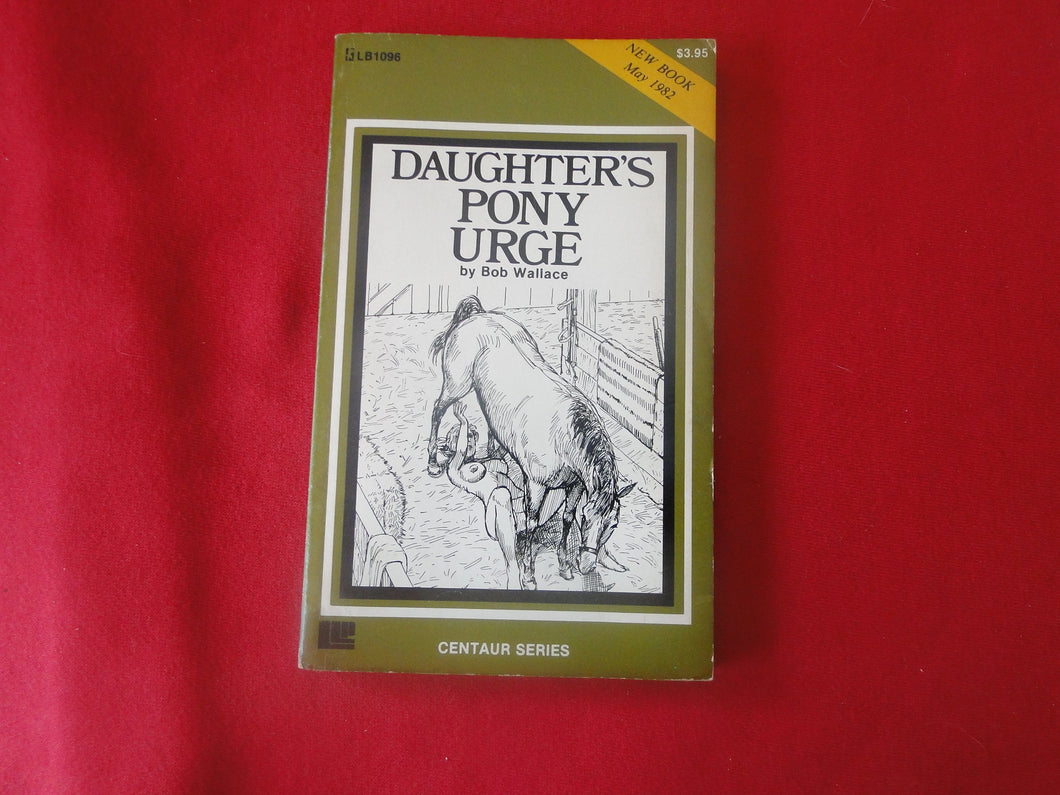 LB1096
NEW BOOK
May 1982
$3.95
DAUGHTER'S
PONY
URGE
by Bob Wallace
CENTAUR SERIES